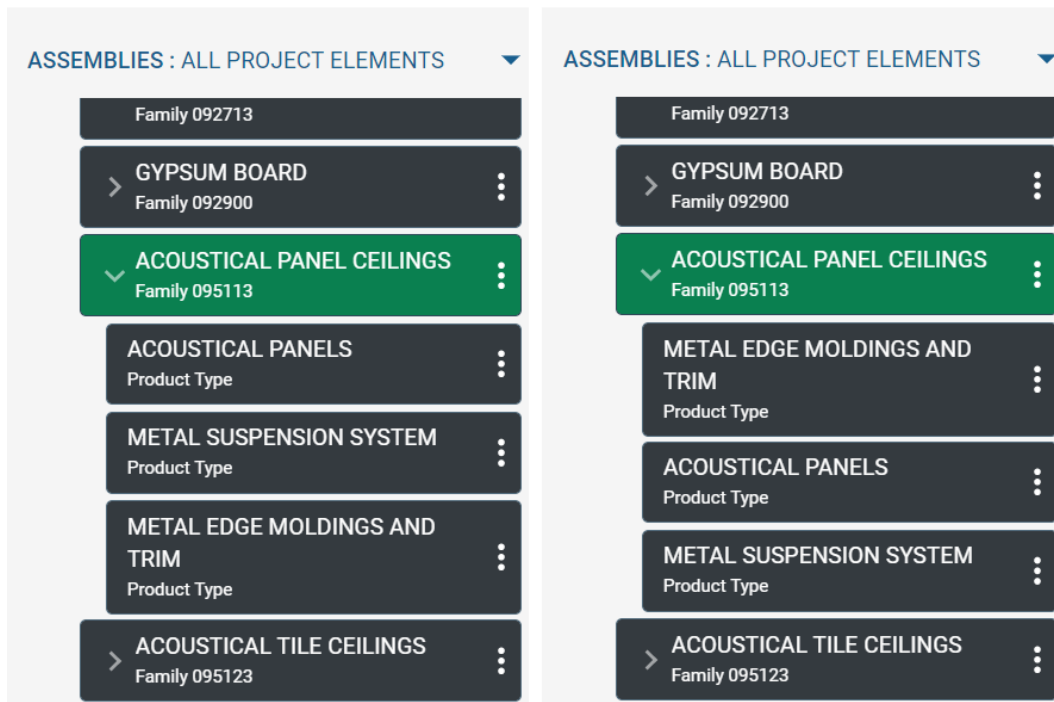 ASSEMBLIES : ALL PROJECT ELEMENTS
Family 092713
GYPSUM BOARD
Family 092900
ACOUSTICAL PANEL CEILINGS
Family 095113
ACOUSTICAL PANELS
Product Type
METAL SUSPENSION SYSTEM
Product Type
METAL EDGE MOLDINGS AND
TRIM
Product Type
ACOUSTICAL TILE CEILINGS
Family 095123
ASSEMBLIES : ALL PROJECT ELEMENTS
Family 092713
GYPSUM BOARD
Family 092900
ACOUSTICAL PANEL CEILINGS
Family 095113
METAL EDGE MOLDINGS AND
TRIM
Product Type
ACOUSTICAL PANELS
Product Type
METAL SUSPENSION SYSTEM
Product Type
ACOUSTICAL TILE CEILINGS
Family 095123